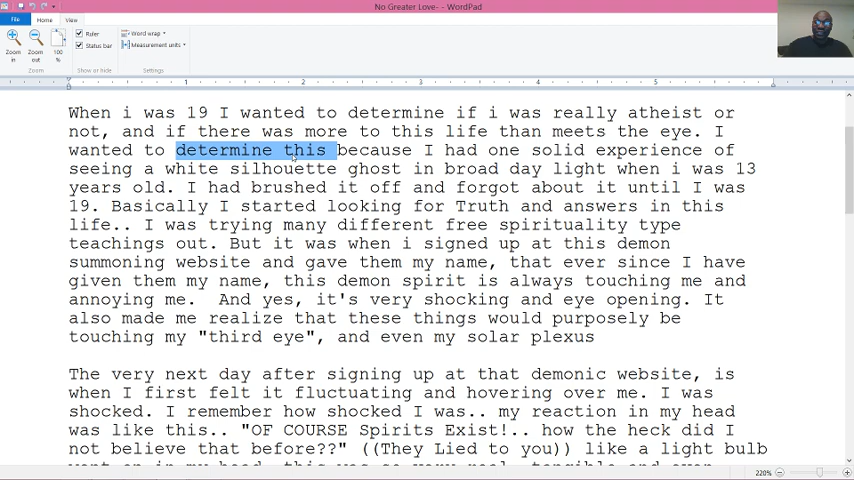 No Greater Love- - WordPad
File
Home
View
Zoom in
Zoom out
100 %
Ruler
Status bar
Word wrap
Measurement units
Zoom
Show or hide
Settings
1
2
3
4
5
When i was 19 I wanted to determine if i was really atheist or
not, and if there was more to this life than meets the eye. I
wanted to determine this because I had one solid experience of
seeing a white silhouette ghost in broad day light when i was 13
years old. I had brushed it off and forgot about it until I was
19. Basically I started looking for Truth and answers in this
life.. I was trying many different free spirituality type
teachings out. But it was when i signed up at this demon
summoning website and gave them my name, that ever since I have
given them my name, this demon spirit is always touching me and
annoying me.  And yes, it's very shocking and eye opening. It
also made me realize that these things would purposely be
touching my "third eye", and even my solar plexus
The very next day after signing up at that demonic website, is
when I first felt it fluctuating and hovering over me. I was
shocked. I remember how shocked I was.. my reaction in my head
was like this.. "OF COURSE Spirits Exist!.. how the heck did I
not believe that before??" ((They Lied to you)) like a light bulb
220%